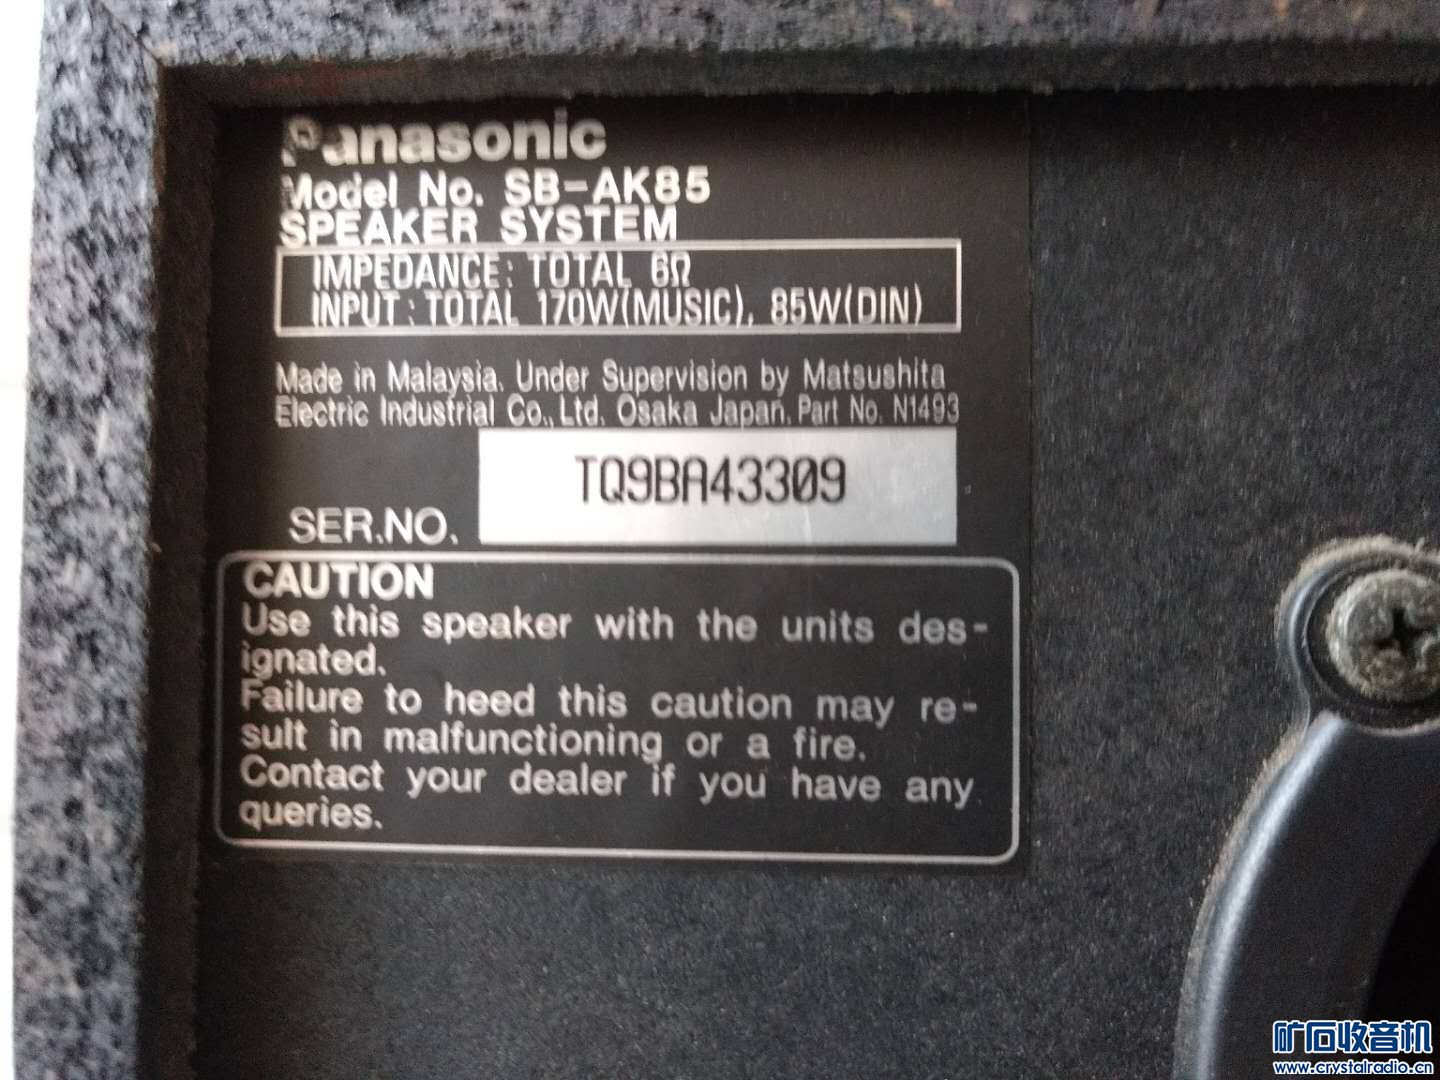 Panasonic
Model No. SB-AK85
SPEAKER SYSTEM
IMPEDANCE: TOTAL 6Ω
INPUT: TOTAL 170W(MUSIC), 85W(DIN)
Made in Malaysia. Under Supervision by Matsushita
Electric Industrial Co., Ltd. Osaka Japan. Part No. N1493
TQ9BA43309
SER.NO.
CAUTION
Use this speaker with the units des-
ignated.
Failure to heed this caution may re-
sult in malfunctioning or a fire.
Contact your dealer if you have any
queries.
矿石收音机
www.crystalradio.cn